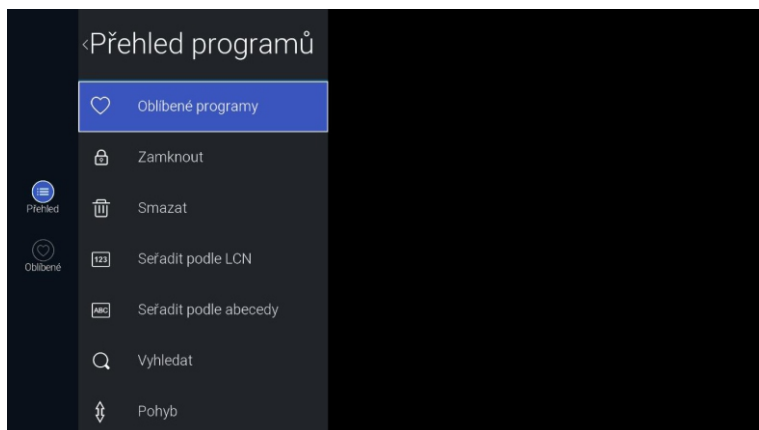 ‹Přehled programů
Oblíbené programy
Zamknout
Přehled
Smazat
Oblíbené
123 Seřadit podle LCN
ABC Seřadit podle abecedy
Vyhledat
Pohyb